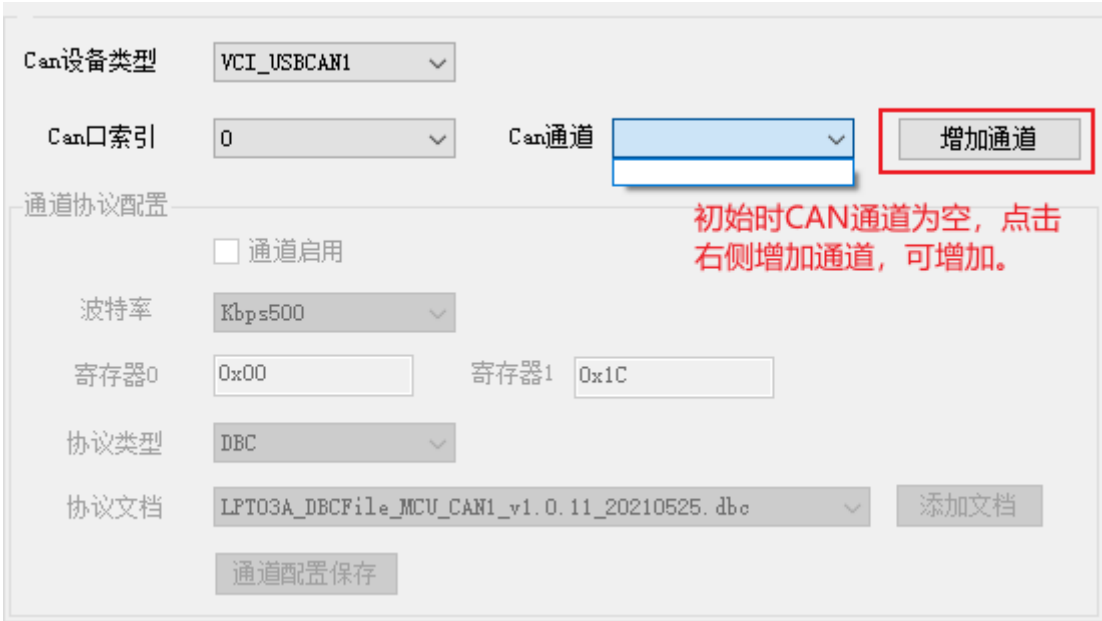 Can设备类型 VCI_USBCAN1
Can口索引 0 Can通道 增加通道
初始时CAN通道为空，点击
右侧增加通道，可增加。
通道协议配置
通道启用
波特率 Kbps500
寄存器0 0x00 寄存器1 0x1C
协议类型 DBC
协议文档 LPT03A_DBCFile_MCU_CAN1_v1.0.11_20210525.dbc 添加文档
通道配置保存